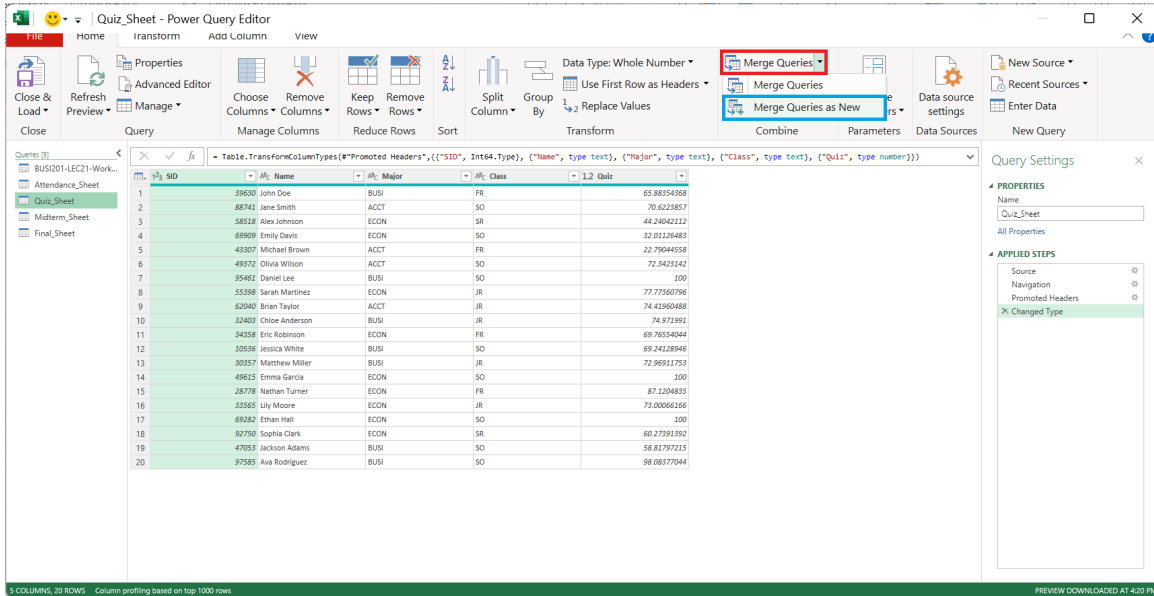 Quiz_Sheet - Power Query Editor
File Home Transform Add Column View
Close & Load
Close
Refresh Preview
Properties
Advanced Editor
Manage
Query
Choose Columns
Remove Columns
Manage Columns
Keep Rows
Remove Rows
Reduce Rows
Sort
Split Column
Group By
Data Type: Whole Number
Use First Row as Headers
1 2 Replace Values
Transform
Merge Queries
Merge Queries
Merge Queries as New
Combine
Parameters
Data source settings
Data Sources
New Source
Recent Sources
Enter Data
New Query
Queries [5]
BUSI201-LEC21-Work...
Attendance_Sheet
Quiz_Sheet
Midterm_Sheet
Final_Sheet
fx = Table.TransformColumnTypes(#"Promoted Headers",{{"SID", Int64.Type}, {"Name", type text}, {"Major", type text}, {"Class", type text}, {"Quiz", type number}})
123 SID ABC Name ABC Major ABC Class 1.2 Quiz
1 39630 John Doe BUSI FR 65.88354368
2 88741 Jane Smith ACCT SO 70.6223857
3 58518 Alex Johnson ECON SR 44.24042112
4 69909 Emily Davis ECON SO 32.01126483
5 43307 Michael Brown ACCT FR 22.79044558
6 49372 Olivia Wilson ACCT SO 72.3423142
7 95461 Daniel Lee BUSI SO 100
8 55398 Sarah Martinez ECON JR 77.77360796
9 62040 Brian Taylor ACCT JR 74.41960488
10 32403 Chloe Anderson BUSI JR 74.971991
11 34358 Eric Robinson ECON FR 69.76554044
12 10536 Jessica White BUSI SO 69.24128946
13 30357 Matthew Miller BUSI JR 72.96911753
14 49615 Emma Garcia ECON SO 100
15 28778 Nathan Turner ECON FR 87.1204835
16 33565 Lily Moore ECON JR 73.00066166
17 69282 Ethan Hall ECON SO 100
18 92750 Sophia Clark ECON SR 60.27391392
19 47053 Jackson Adams BUSI SO 58.81797215
20 97585 Ava Rodriguez BUSI SO 98.08377044
Query Settings
PROPERTIES
Name
Quiz_Sheet
All Properties
APPLIED STEPS
Source
Navigation
Promoted Headers
Changed Type
5 COLUMNS, 20 ROWS Column profiling based on top 1000 rows
PREVIEW DOWNLOADED AT 4:20 PM